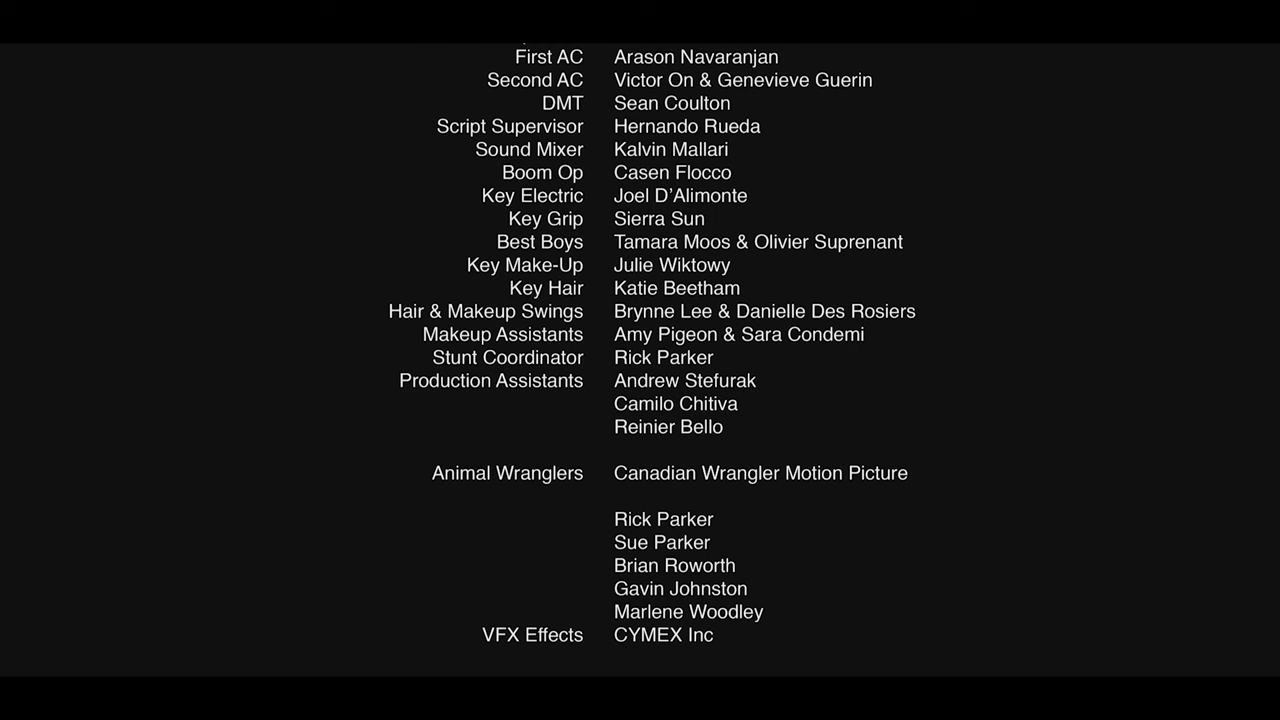 First AC Arason Navaranjan
Second AC Victor On & Genevieve Guerin
DMT Sean Coulton
Script Supervisor Hernando Rueda
Sound Mixer Kalvin Mallari
Boom Op Casen Flocco
Key Electric Joel D’Alimonte
Key Grip Sierra Sun
Best Boys Tamara Moos & Olivier Suprenant
Key Make-Up Julie Wiktowy
Key Hair Katie Beetham
Hair & Makeup Swings Brynne Lee & Danielle Des Rosiers
Makeup Assistants Amy Pigeon & Sara Condemi
Stunt Coordinator Rick Parker
Production Assistants Andrew Stefurak
Camilo Chitiva
Reinier Bello
Animal Wranglers Canadian Wrangler Motion Picture
Rick Parker
Sue Parker
Brian Roworth
Gavin Johnston
Marlene Woodley
VFX Effects CYMEX Inc